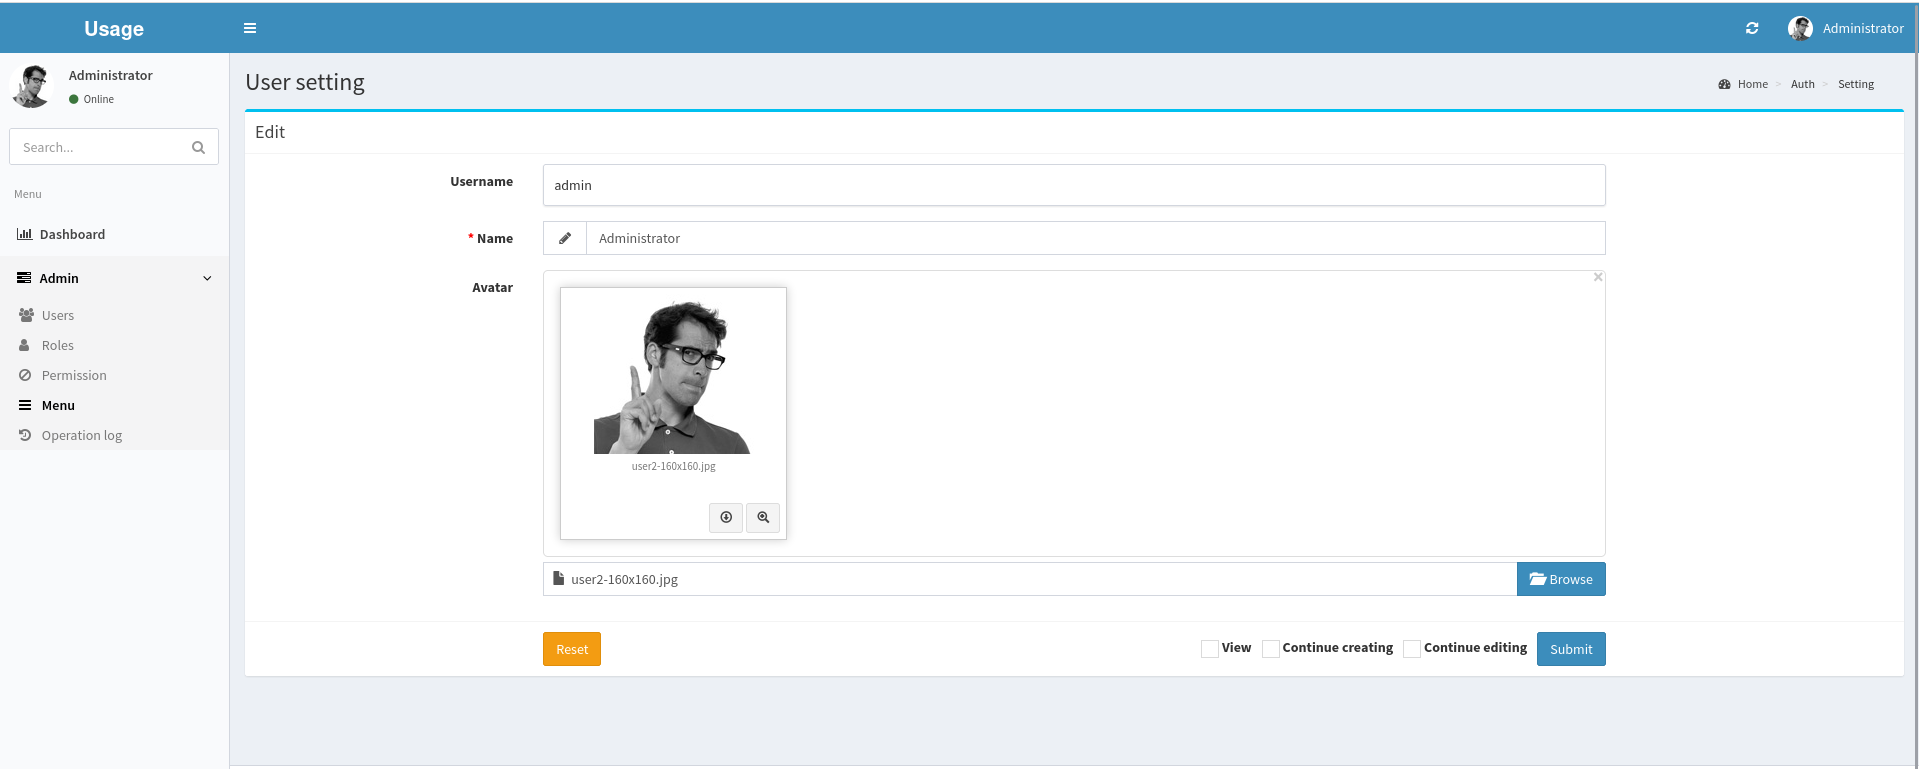 Usage
Administrator
Administrator
Online
Search...
Menu
Dashboard
Admin
Users
Roles
Permission
Menu
Operation log
User setting
Home > Auth > Setting
Edit
Username admin
* Name Administrator
Avatar
×
user2-160x160.jpg
user2-160x160.jpg Browse
Reset View Continue creating Continue editing Submit